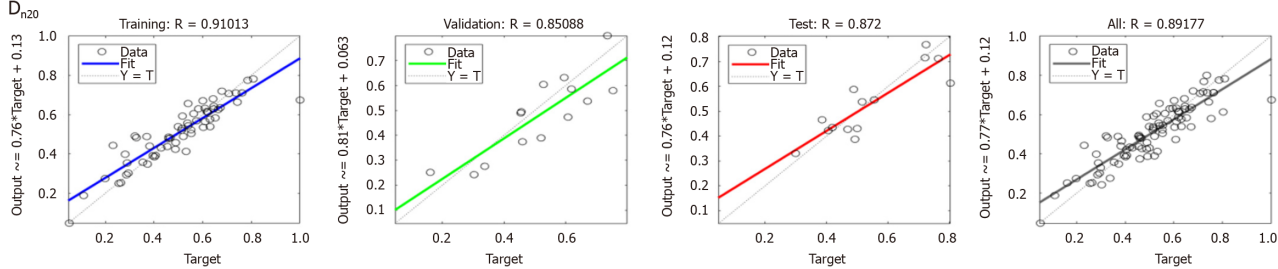 D_n20
Training: R = 0.91013
Output ~= 0.76*Target + 0.13
1.0
0.8
0.6
0.4
0.2
Data
Fit
Y = T
0.2 0.4 0.6 0.8 1.0
Target
Validation: R = 0.85088
Output ~= 0.81*Target + 0.063
0.7
0.6
0.5
0.4
0.3
0.2
0.1
Data
Fit
Y = T
0.2 0.4 0.6
Target
Test: R = 0.872
Output ~= 0.76*Target + 0.12
0.8
0.7
0.6
0.5
0.4
0.3
0.2
0.1
Data
Fit
Y = T
0.2 0.4 0.6 0.8
Target
All: R = 0.89177
Output ~= 0.77*Target + 0.12
1.0
0.8
0.6
0.4
0.2
Data
Fit
Y = T
0.2 0.4 0.6 0.8 1.0
Target